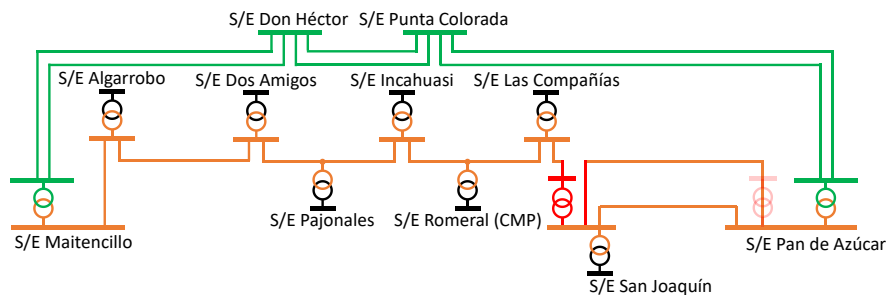 S/E Don Héctor
S/E Punta Colorada
S/E Algarrobo
S/E Dos Amigos
S/E Incahuasi
S/E Las Compañías
S/E Pajonales
S/E Romeral (CMP)
S/E Maitencillo
S/E Pan de Azúcar
S/E San Joaquín